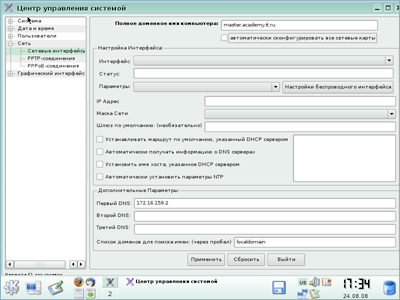 Центр управления системой
Система
Дата и время
Пользователи
Сеть
Сетевые интерфейсы
PPTP-соединения
PPPoE-соединения
Графический интерфейс
Полное доменное имя компьютера:
master.academy.it.ru
автоматически сконфигурировать все сетевые карты
Настройка Интерфейса:
Интерфейс:
Статус:
Параметры:
Настройки беспроводного интерфейса
IP Адрес
Маска Сети
Шлюз по умолчанию: (необязательно)
Устанавливать маршрут по умолчанию, указанный DHCP сервером
Автоматически получать информацию о DNS серверах
Установить имя хоста, указанное DHCP сервером
Автоматически установить параметры NTP
Дополнительные Параметры:
Первый DNS:
172.16.159.2
Второй DNS:
Третий DNS:
Список доменов для поиска имен: (через пробел)
localdomain
Применить
Сбросить
Выйти
2
Центр управления системой
us
17:34
24.08.08